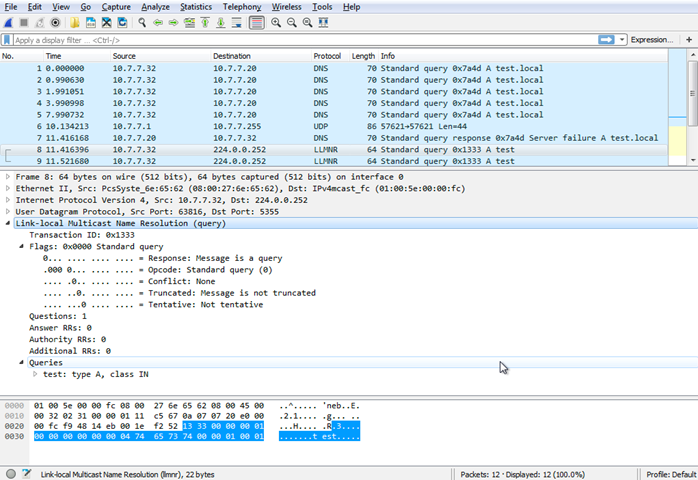 File Edit View Go Capture Analyze Statistics Telephony Wireless Tools Help
Apply a display filter ... <Ctrl-/> Expression... +
No. Time Source Destination Protocol Length Info
1 0.000000 10.7.7.32 10.7.7.20 DNS 70 Standard query 0x7a4d A test.local
2 0.990630 10.7.7.32 10.7.7.20 DNS 70 Standard query 0x7a4d A test.local
3 1.991051 10.7.7.32 10.7.7.20 DNS 70 Standard query 0x7a4d A test.local
4 3.990998 10.7.7.32 10.7.7.20 DNS 70 Standard query 0x7a4d A test.local
5 7.990732 10.7.7.32 10.7.7.20 DNS 70 Standard query 0x7a4d A test.local
6 10.134213 10.7.7.1 10.7.7.255 UDP 86 57621→57621 Len=44
7 11.416168 10.7.7.20 10.7.7.32 DNS 70 Standard query response 0x7a4d Server failure A test.local
8 11.416396 10.7.7.32 224.0.0.252 LLMNR 64 Standard query 0x1333 A test
9 11.521680 10.7.7.32 224.0.0.252 LLMNR 64 Standard query 0x1333 A test
Frame 8: 64 bytes on wire (512 bits), 64 bytes captured (512 bits) on interface 0
Ethernet II, Src: PcsSyste_6e:65:62 (08:00:27:6e:65:62), Dst: IPv4mcast_fc (01:00:5e:00:00:fc)
Internet Protocol Version 4, Src: 10.7.7.32, Dst: 224.0.0.252
User Datagram Protocol, Src Port: 63816, Dst Port: 5355
Link-local Multicast Name Resolution (query)
Transaction ID: 0x1333
Flags: 0x0000 Standard query
0... .... .... .... = Response: Message is a query
.000 0... .... .... = Opcode: Standard query (0)
.... .0.. .... .... = Conflict: None
.... ..0. .... .... = Truncated: Message is not truncated
.... ...0 .... .... = Tentative: Not tentative
Questions: 1
Answer RRs: 0
Authority RRs: 0
Additional RRs: 0
Queries
test: type A, class IN
0000 01 00 5e 00 00 fc 08 00 27 6e 65 62 08 00 45 00 ..^..... 'neb..E.
0010 00 32 02 31 00 00 01 11 c5 67 0a 07 07 20 e0 00 .2.1.... .g... ..
0020 00 fc f9 48 14 eb 00 1e f2 52 13 33 00 00 00 01 ...H.... .R.3....
0030 00 00 00 00 00 00 04 74 65 73 74 00 00 01 00 01 .......t est.....
Link-local Multicast Name Resolution (llmnr), 22 bytes Packets: 12 · Displayed: 12 (100.0%) Profile: Default